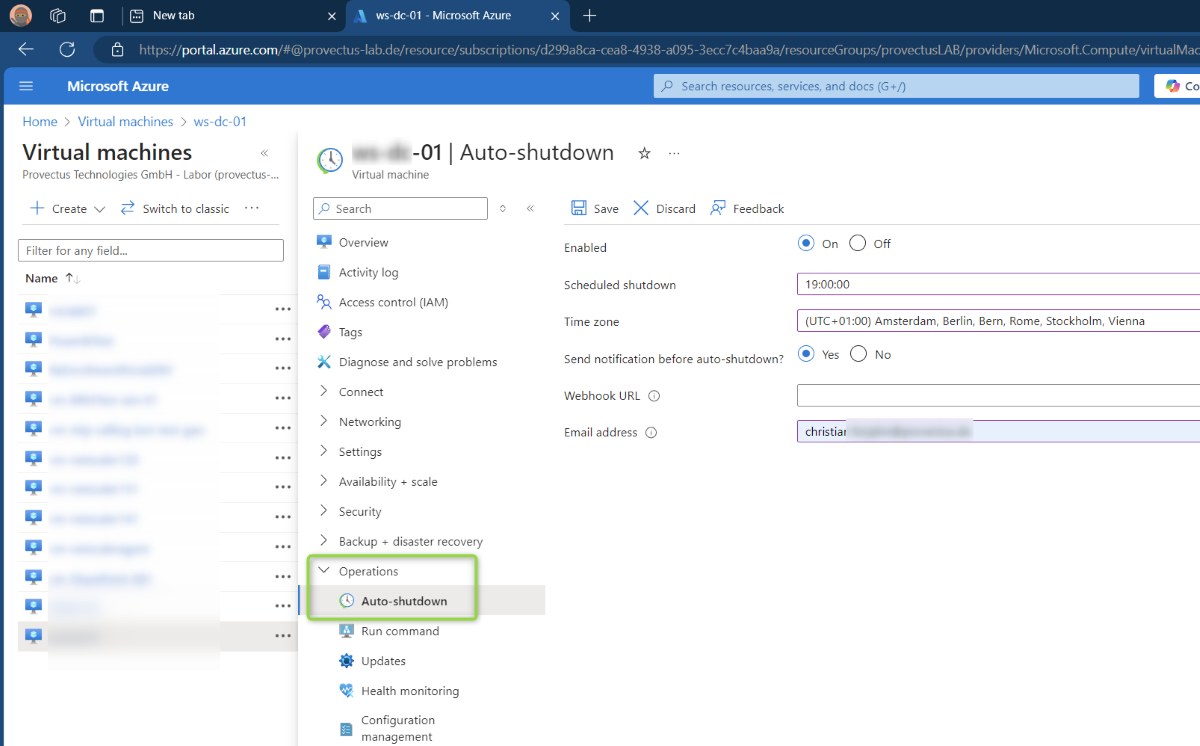 New tab
ws-dc-01 - Microsoft Azure
https://portal.azure.com/#@provectus-lab.de/resource/subscriptions/d299a8ca-cea8-4938-a095-3ecc7c4baa9a/resourceGroups/provectusLAB/providers/Microsoft.Compute/virtualMac
Microsoft Azure
Search resources, services, and docs (G+/)
Co
Home > Virtual machines > ws-dc-01
Virtual machines
Provectus Technologies GmbH - Labor (provectus-...
Create
Switch to classic
Filter for any field...
Name
-01 | Auto-shutdown
Virtual machine
Search
Overview
Activity log
Access control (IAM)
Tags
Diagnose and solve problems
Connect
Networking
Settings
Availability + scale
Security
Backup + disaster recovery
Operations
Auto-shutdown
Run command
Updates
Health monitoring
Configuration
management
Save
Discard
Feedback
Enabled
On
Off
Scheduled shutdown
19:00:00
Time zone
(UTC+01:00) Amsterdam, Berlin, Bern, Rome, Stockholm, Vienna
Send notification before auto-shutdown?
Yes
No
Webhook URL
Email address
christian